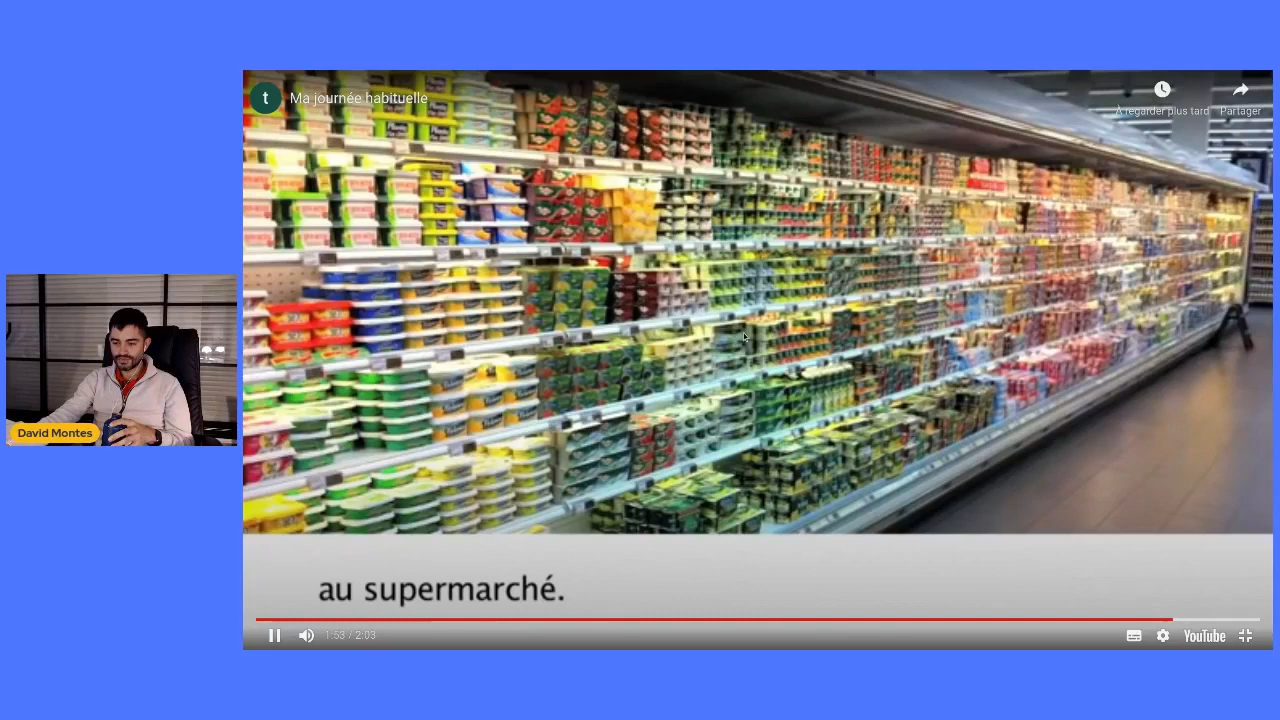 t
Ma journée habituelle
À regarder plus tard
Partager
David Montes
au supermarché.
1:53 / 2:03
YouTube